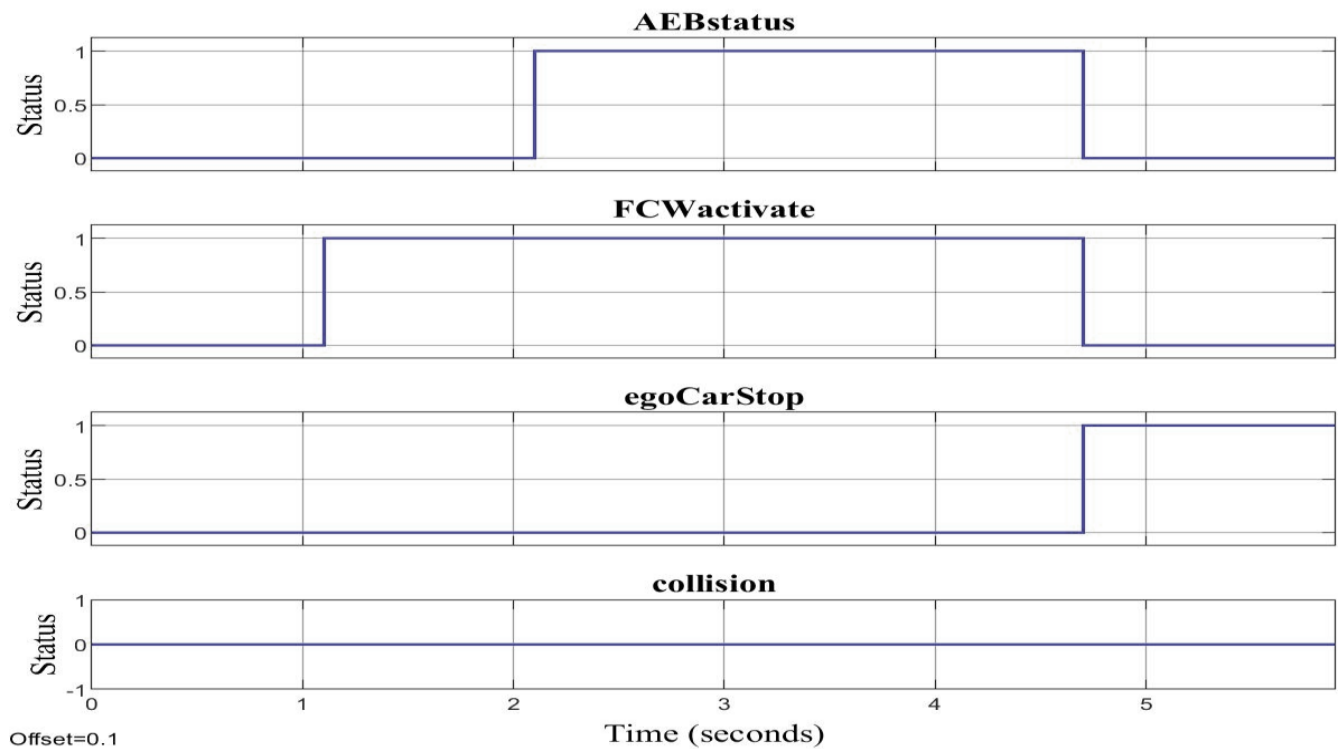 AEBstatus
1
0.5
0
Status
FCWactivate
1
0.5
0
Status
egoCarStop
1
0.5
0
Status
collision
1
0
-1
Status
0 1 2 3 4 5
Time (seconds)
Offset=0.1